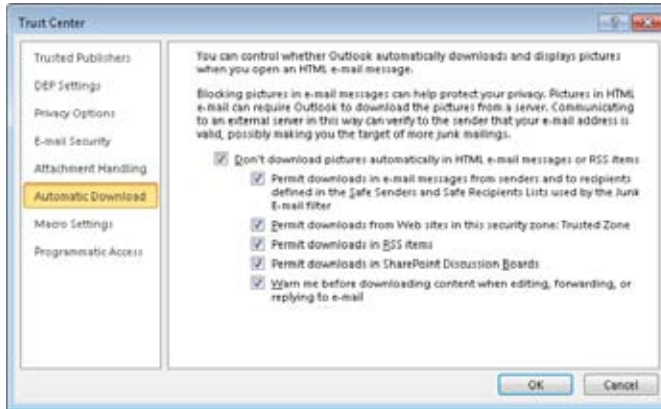 Trust Center
Trusted Publishers
DEP Settings
Privacy Options
E-mail Security
Attachment Handling
Automatic Download
Macro Settings
Programmatic Access
You can control whether Outlook automatically downloads and displays pictures
when you open an HTML e-mail message.
Blocking pictures in e-mail messages can help protect your privacy. Pictures in HTML
e-mail can require Outlook to download the pictures from a server. Communicating
to an external server in this way can verify to the sender that your e-mail address is
valid, possibly making you the target of more junk mailings.
Don't download pictures automatically in HTML e-mail messages or RSS items
Permit downloads in e-mail messages from senders and to recipients
defined in the Safe Senders and Safe Recipients Lists used by the Junk
E-mail filter
Permit downloads from Web sites in this security zone: Trusted Zone
Permit downloads in RSS items
Permit downloads in SharePoint Discussion Boards
Warn me before downloading content when editing, forwarding, or
replying to e-mail
OK
Cancel